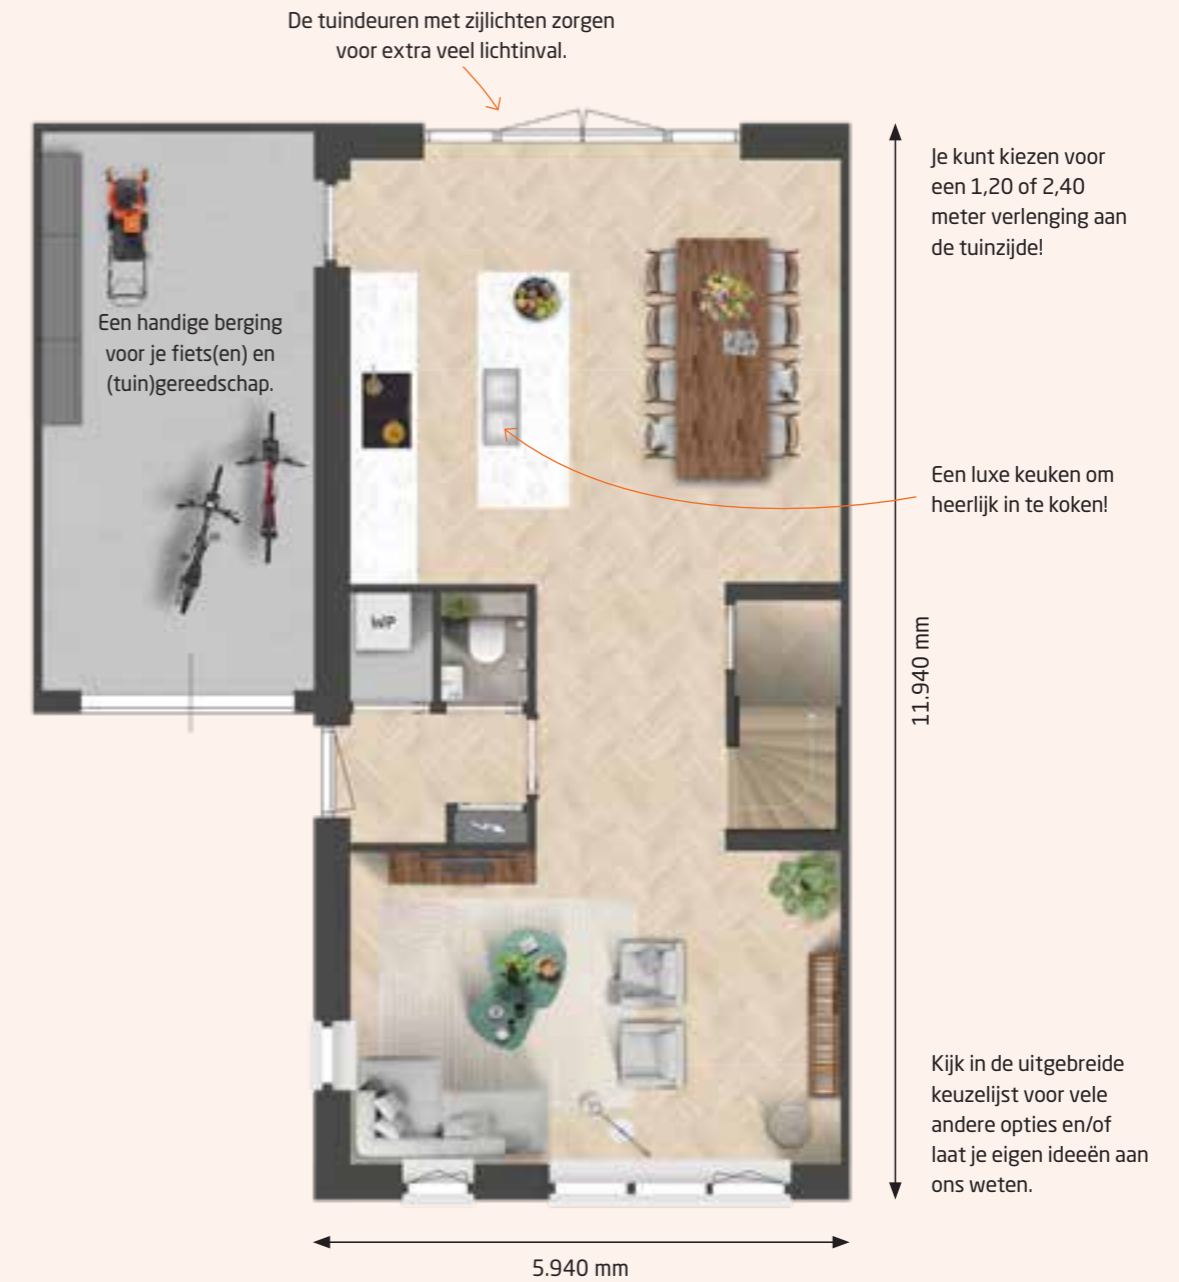 De tuindeuren met zijlichten zorgen
voor extra veel lichtinval.
Je kunt kiezen voor
een 1,20 of 2,40
meter verlenging aan
de tuinzijde!
Een handige berging
voor je fiets(en) en
(tuin)gereedschap.
Een luxe keuken om
heerlijk in te koken!
WP
11.940 mm
Kijk in de uitgebreide
keuzelijst voor vele
andere opties en/of
laat je eigen ideeën aan
ons weten.
5.940 mm